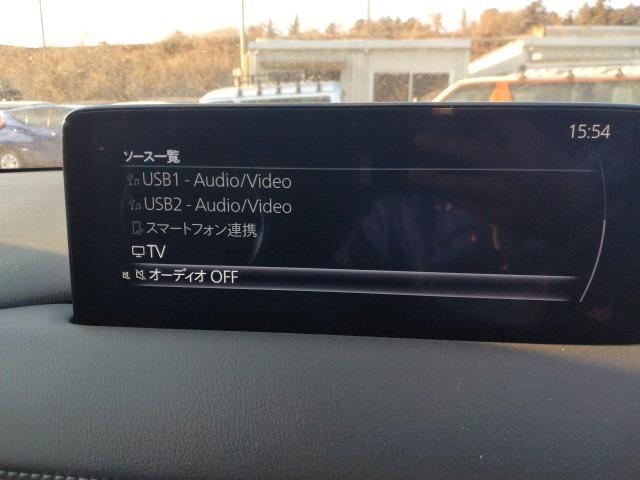 15:54
ソース一覧
USB1 - Audio/Video
USB2 - Audio/Video
スマートフォン連携
TV
オーディオ OFF